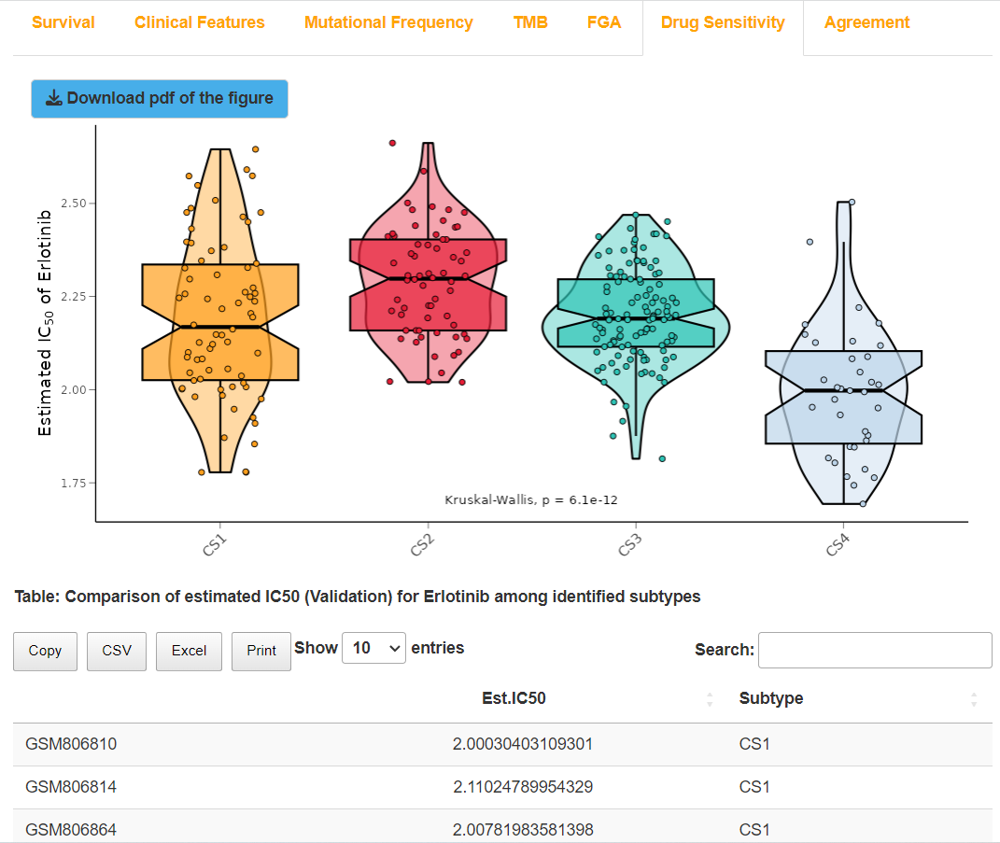 Survival Clinical Features Mutational Frequency TMB FGA Drug Sensitivity Agreement
Download pdf of the figure
Estimated IC50 of Erlotinib
2.50
2.25
2.00
1.75
Kruskal-Wallis, p = 6.1e-12
CS1 CS2 CS3 CS4
Table: Comparison of estimated IC50 (Validation) for Erlotinib among identified subtypes
Copy CSV Excel Print Show 10 entries Search:
Est.IC50 Subtype
GSM806810 2.00030403109301 CS1
GSM806814 2.11024789954329 CS1
GSM806864 2.00781983581398 CS1